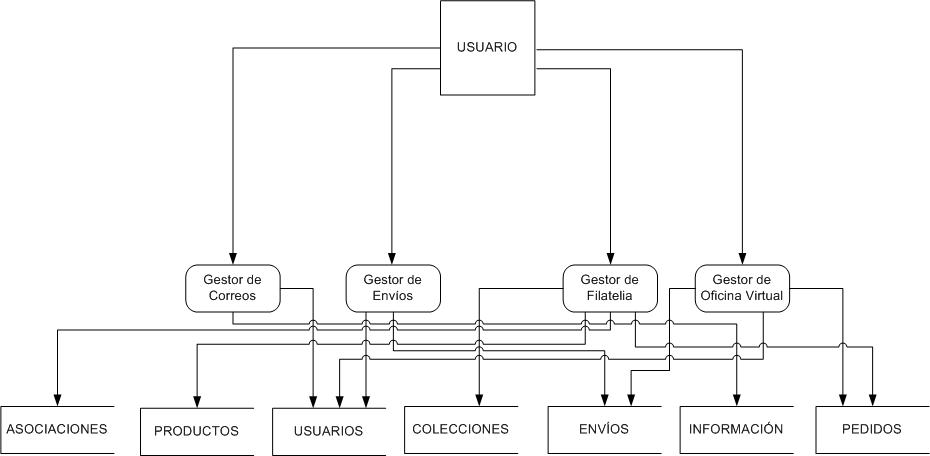 USUARIO
Gestor de
Correos
Gestor de
Envíos
Gestor de
Filatelia
Gestor de
Oficina Virtual
ASOCIACIONES
PRODUCTOS
USUARIOS
COLECCIONES
ENVÍOS
INFORMACIÓN
PEDIDOS